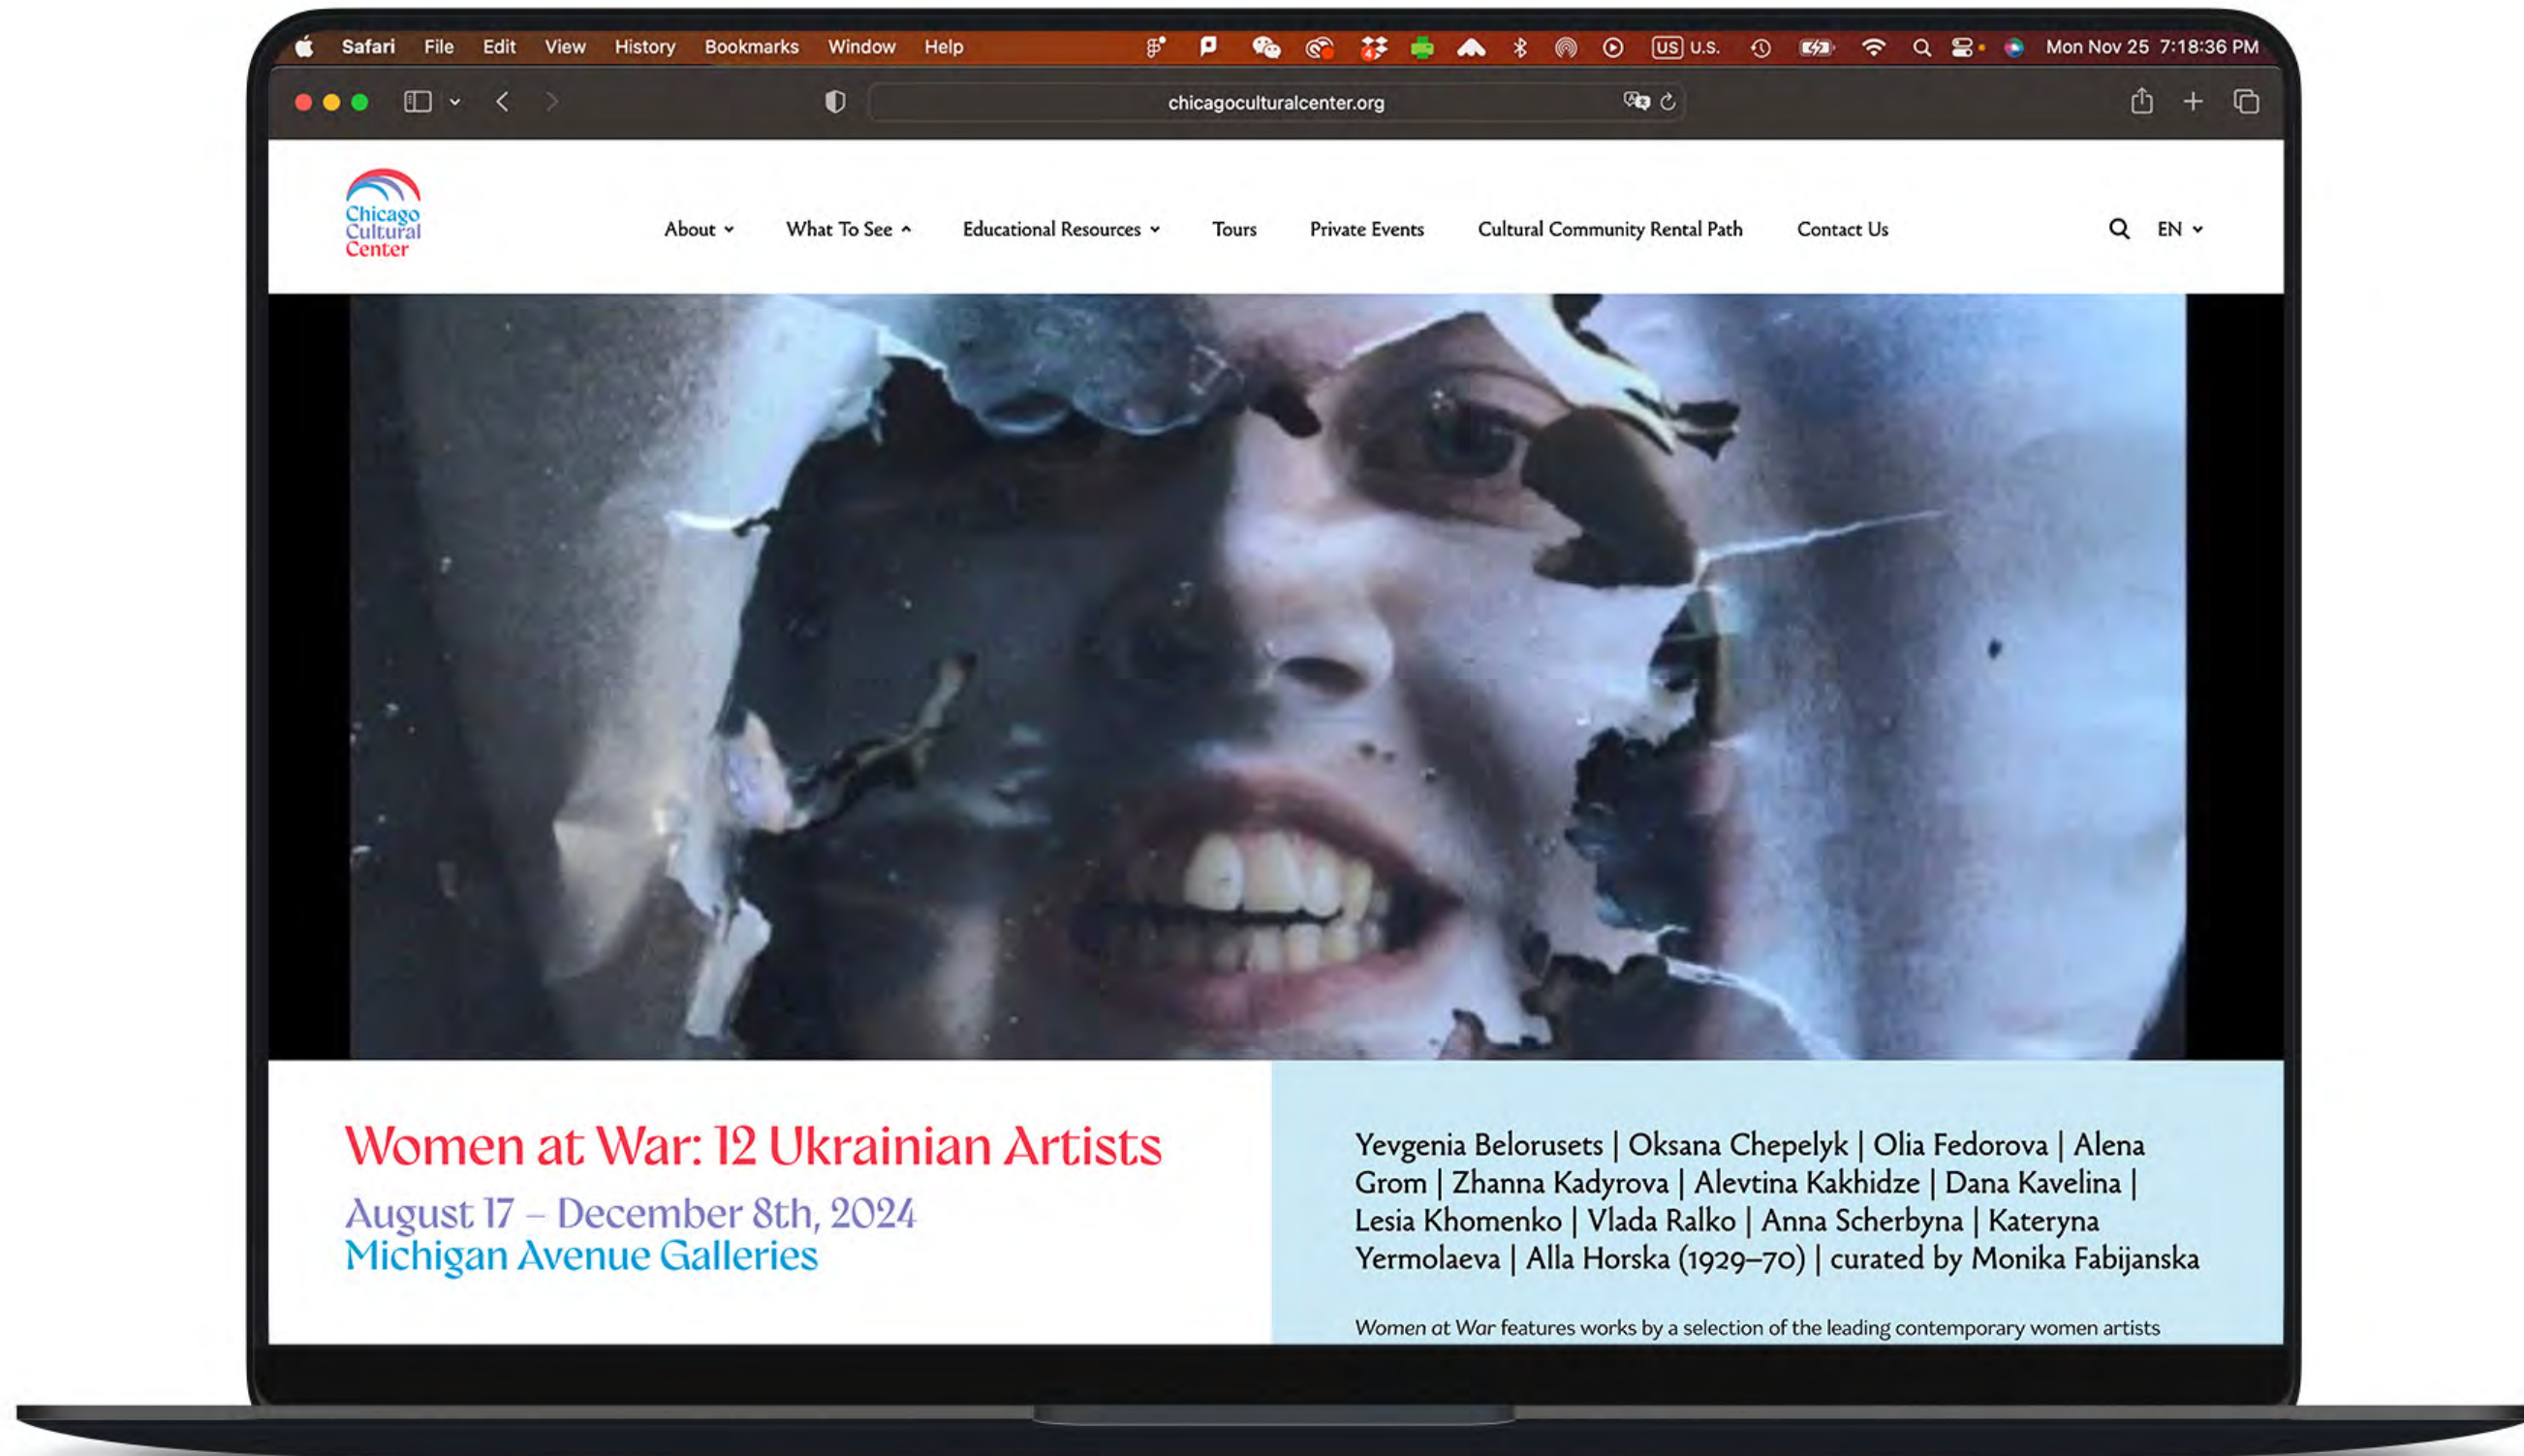 Safari File Edit View History Bookmarks Window Help US U.S. Mon Nov 25 7:18:36 PM
chicagoculturalcenter.org
Chicago
Cultural
Center
About What To See Educational Resources Tours Private Events Cultural Community Rental Path Contact Us EN
Women at War: 12 Ukrainian Artists
August 17 – December 8th, 2024
Michigan Avenue Galleries
Yevgenia Belorusets | Oksana Chepelyk | Olia Fedorova | Alena
Grom | Zhanna Kadyrova | Alevtina Kakhidze | Dana Kavelina |
Lesia Khomenko | Vlada Ralko | Anna Scherbyna | Kateryna
Yermolaeva | Alla Horska (1929–70) | curated by Monika Fabijanska
Women at War features works by a selection of the leading contemporary women artists